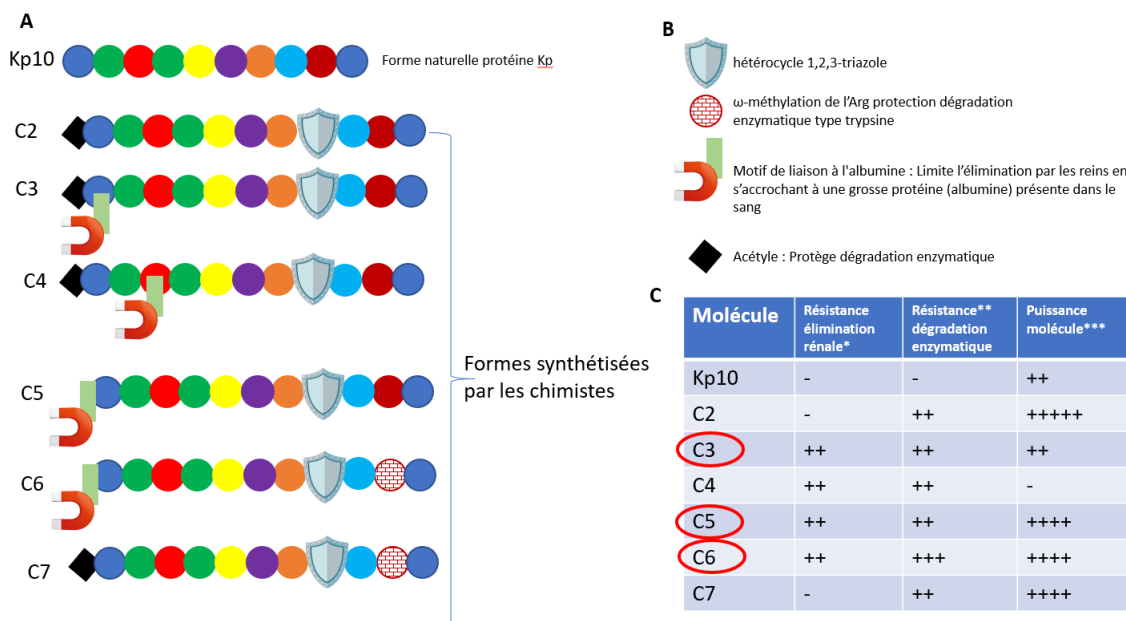 A
Kp10
Forme naturelle protéine Kp
C2
C3
C4
C5
C6
C7
Formes synthétisées
par les chimistes
B
hétérocycle 1,2,3-triazole
ω-méthylation de l'Arg protection dégradation
enzymatique type trypsine
Motif de liaison à l'albumine : Limite l'élimination par les reins en
s'accrochant à une grosse protéine (albumine) présente dans le
sang
Acétyle : Protège dégradation enzymatique
C
Molécule Résistance élimination rénale* Résistance** dégradation enzymatique Puissance molécule***
Kp10 - - ++
C2 - ++ +++++
C3 ++ ++ ++
C4 ++ ++ -
C5 ++ ++ ++++
C6 ++ +++ ++++
C7 - ++ ++++